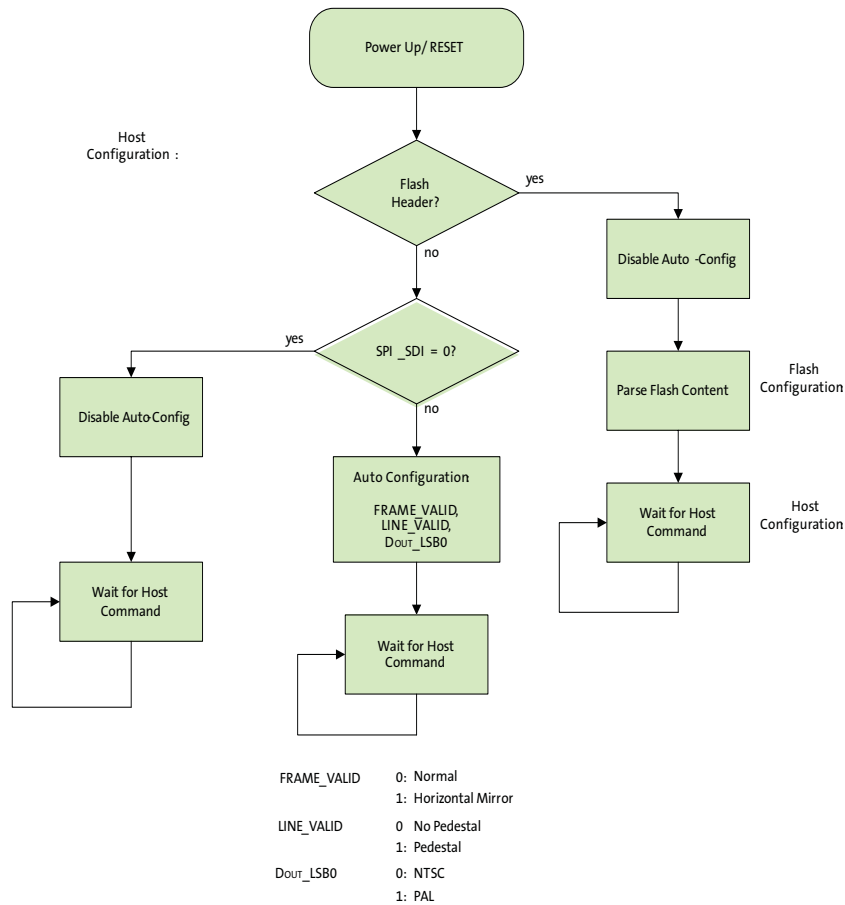 Power Up/ RESET
Host
Configuration :
Flash
Header?
yes
no
Disable Auto -Config
SPI _SDI = 0?
yes
no
Parse Flash Content
Flash
Configuration
Disable Auto-Config
Auto Configuration
FRAME_VALID,
LINE_VALID,
DOUT_LSB0
Wait for Host
Command
Host
Configuration
Wait for Host
Command
Wait for Host
Command
FRAME_VALID 0: Normal
1: Horizontal Mirror
LINE_VALID 0 No Pedestal
1: Pedestal
DOUT_LSB0 0: NTSC
1: PAL